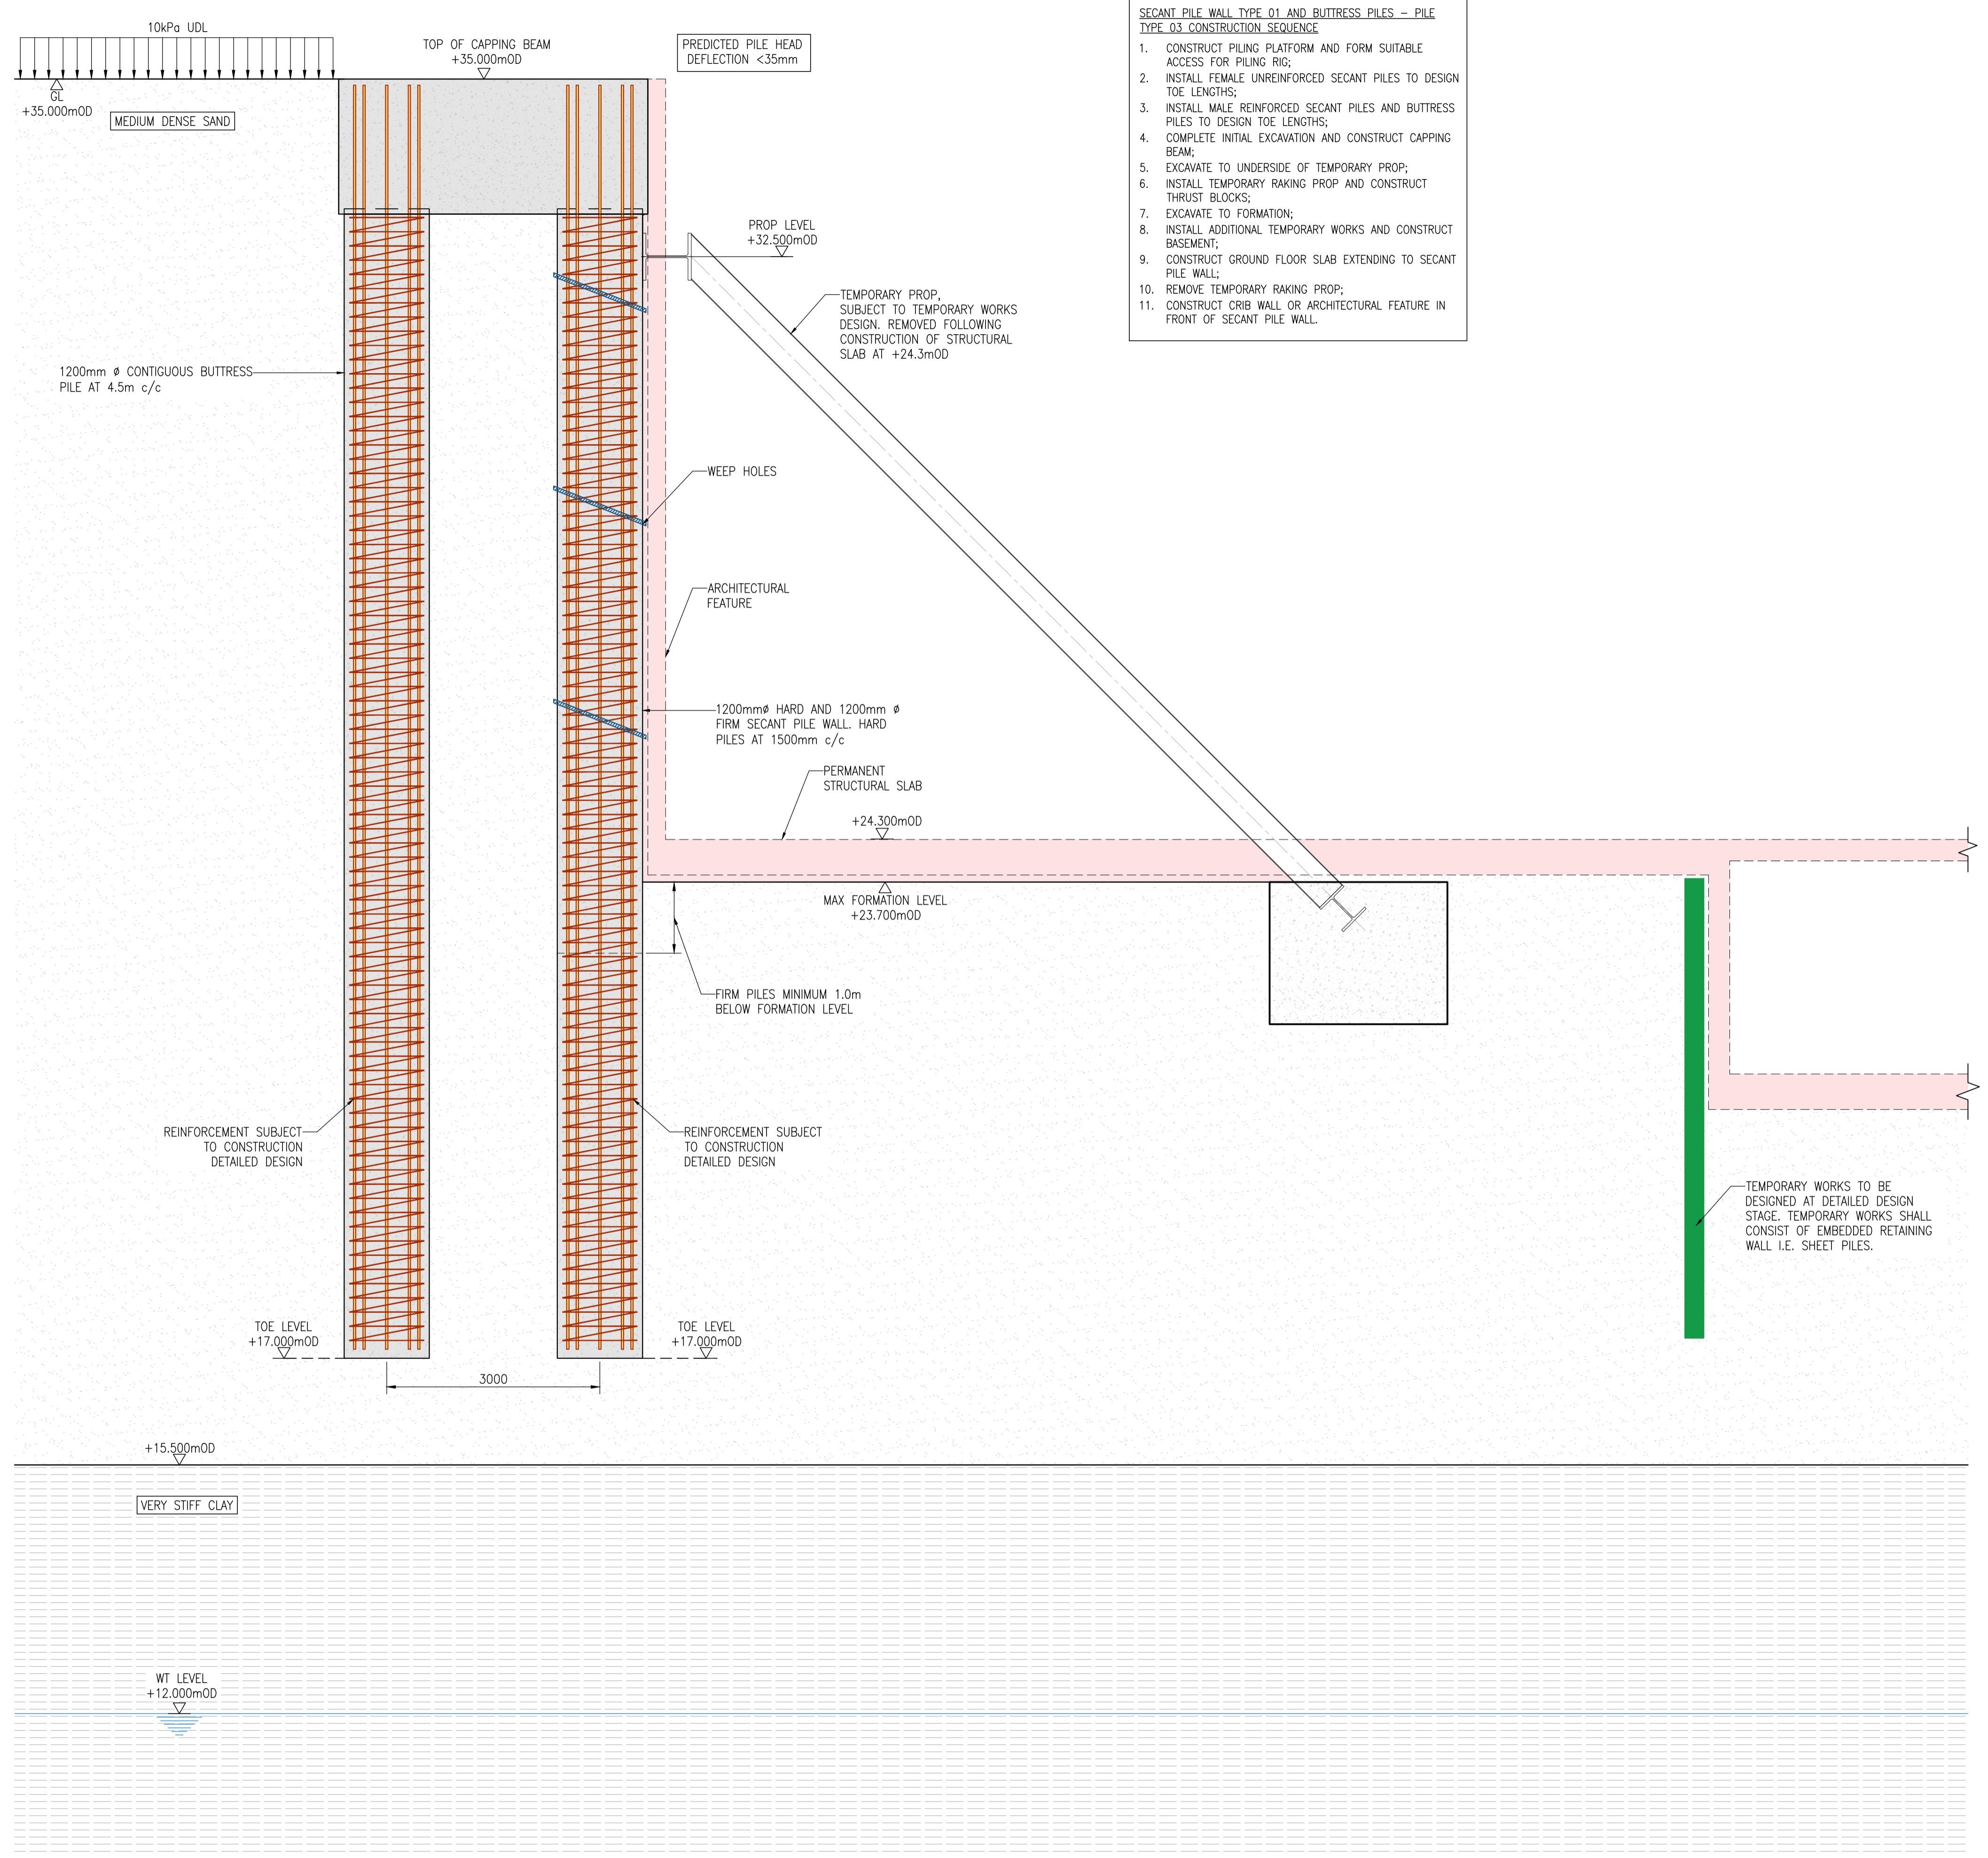 SECANT PILE WALL TYPE 01 AND BUTTRESS PILES – PILE
TYPE 03 CONSTRUCTION SEQUENCE
1. CONSTRUCT PILING PLATFORM AND FORM SUITABLE
ACCESS FOR PILING RIG;
2. INSTALL FEMALE UNREINFORCED SECANT PILES TO DESIGN
TOE LENGTHS;
3. INSTALL MALE REINFORCED SECANT PILES AND BUTTRESS
PILES TO DESIGN TOE LENGTHS;
4. COMPLETE INITIAL EXCAVATION AND CONSTRUCT CAPPING
BEAM;
5. EXCAVATE TO UNDERSIDE OF TEMPORARY PROP;
6. INSTALL TEMPORARY RAKING PROP AND CONSTRUCT
THRUST BLOCKS;
7. EXCAVATE TO FORMATION;
8. INSTALL ADDITIONAL TEMPORARY WORKS AND CONSTRUCT
BASEMENT;
9. CONSTRUCT GROUND FLOOR SLAB EXTENDING TO SECANT
PILE WALL;
10. REMOVE TEMPORARY RAKING PROP;
11. CONSTRUCT CRIB WALL OR ARCHITECTURAL FEATURE IN
FRONT OF SECANT PILE WALL.
10kPa UDL
TOP OF CAPPING BEAM
+35.000mOD
PREDICTED PILE HEAD
DEFLECTION <35mm
GL
+35.000mOD
MEDIUM DENSE SAND
PROP LEVEL
+32.500mOD
TEMPORARY PROP,
SUBJECT TO TEMPORARY WORKS
DESIGN. REMOVED FOLLOWING
CONSTRUCTION OF STRUCTURAL
SLAB AT +24.3mOD
1200mm ø CONTIGUOUS BUTTRESS
PILE AT 4.5m c/c
WEEP HOLES
ARCHITECTURAL
FEATURE
1200mmø HARD AND 1200mm ø
FIRM SECANT PILE WALL. HARD
PILES AT 1500mm c/c
PERMANENT
STRUCTURAL SLAB
+24.300mOD
MAX FORMATION LEVEL
+23.700mOD
FIRM PILES MINIMUM 1.0m
BELOW FORMATION LEVEL
REINFORCEMENT SUBJECT
TO CONSTRUCTION
DETAILED DESIGN
REINFORCEMENT SUBJECT
TO CONSTRUCTION
DETAILED DESIGN
TEMPORARY WORKS TO BE
DESIGNED AT DETAILED DESIGN
STAGE. TEMPORARY WORKS SHALL
CONSIST OF EMBEDDED RETAINING
WALL I.E. SHEET PILES.
TOE LEVEL
+17.000mOD
TOE LEVEL
+17.000mOD
3000
+15.500mOD
VERY STIFF CLAY
WT LEVEL
+12.000mOD